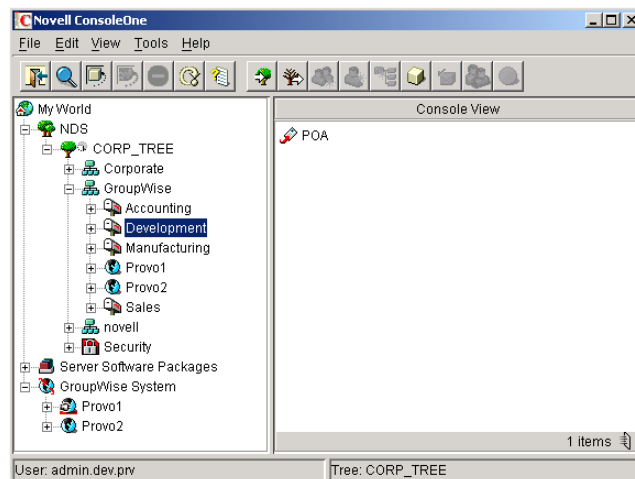 Novell ConsoleOne
File Edit View Tools Help
My World
NDS
CORP_TREE
Corporate
GroupWise
Accounting
Development
Manufacturing
Provo1
Provo2
Sales
novell
Security
Server Software Packages
GroupWise System
Provo1
Provo2
Console View
POA
1 items
User: admin.dev.prv
Tree: CORP_TREE